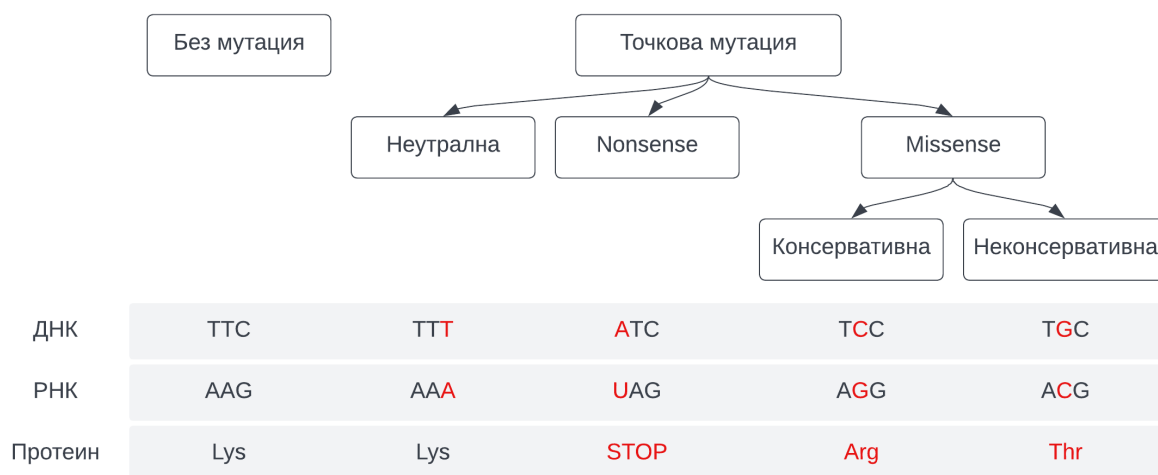 Без мутация
Точкова мутация
Неутрална
Nonsense
Missense
Консервативна
Неконсервативна
ДНК TTC TTT ATC TCC TGC
РНК AAG AAA UAG AGG ACG
Протеин Lys Lys STOP Arg Thr